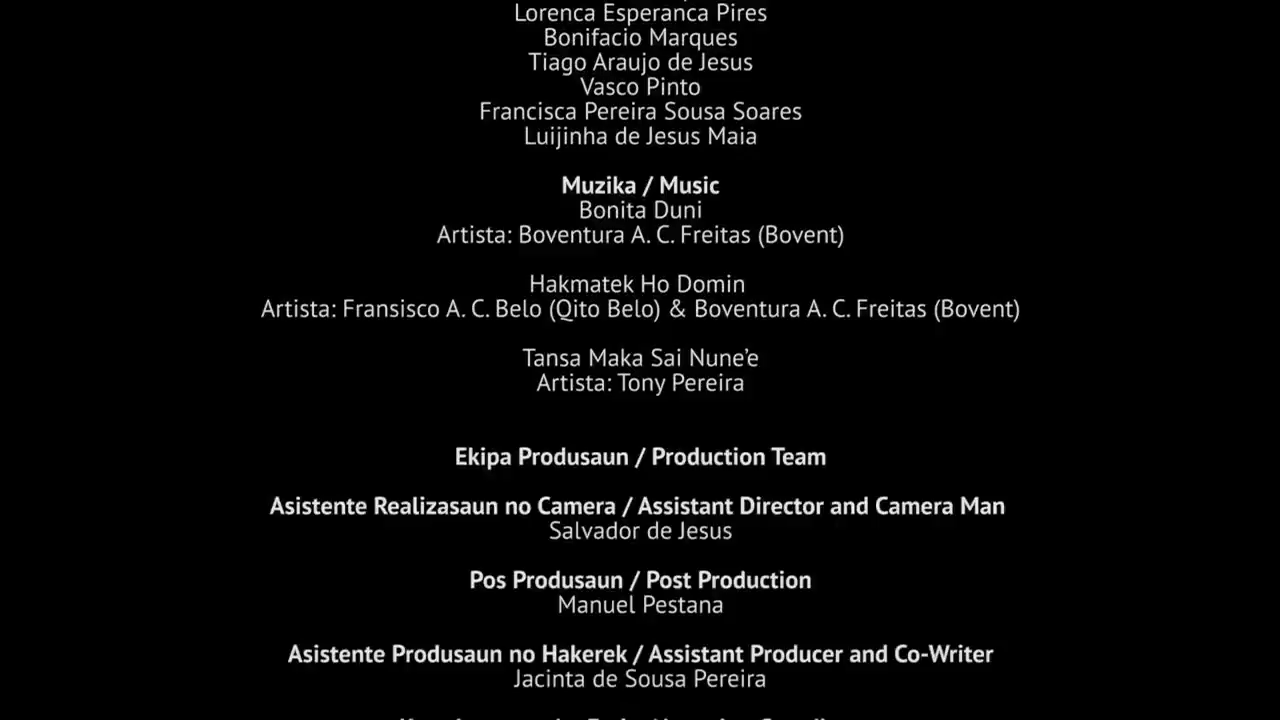 Lorenca Esperanca Pires
Bonifacio Marques
Tiago Araujo de Jesus
Vasco Pinto
Francisca Pereira Sousa Soares
Luijinha de Jesus Maia
Muzika / Music
Bonita Duni
Artista: Boventura A. C. Freitas (Bovent)
Hakmatek Ho Domin
Artista: Fransisco A. C. Belo (Qito Belo) & Boventura A. C. Freitas (Bovent)
Tansa Maka Sai Nune’e
Artista: Tony Pereira
Ekipa Produsaun / Production Team
Asistente Realizasaun no Camera / Assistant Director and Camera Man
Salvador de Jesus
Pos Produsaun / Post Production
Manuel Pestana
Asistente Produsaun no Hakerek / Assistant Producer and Co-Writer
Jacinta de Sousa Pereira